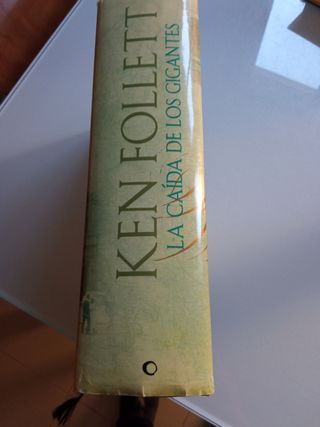 KEN FOLLETT
LA CAÍDA DE LOS GIGANTES